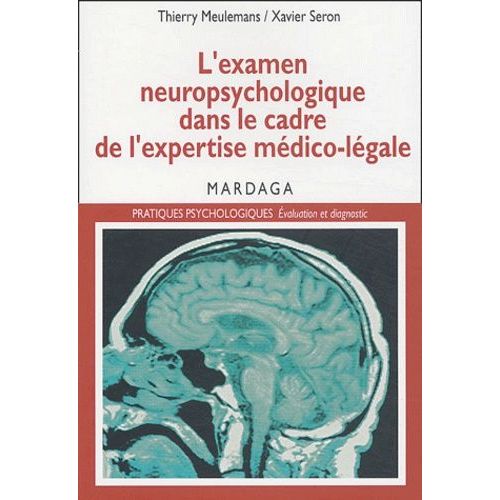 Thierry Meulemans / Xavier Seron
L'examen
neuropsychologique
dans le cadre
de l'expertise médico-légale
MARDAGA
PRATIQUES PSYCHOLOGIQUES Évaluation et diagnostic